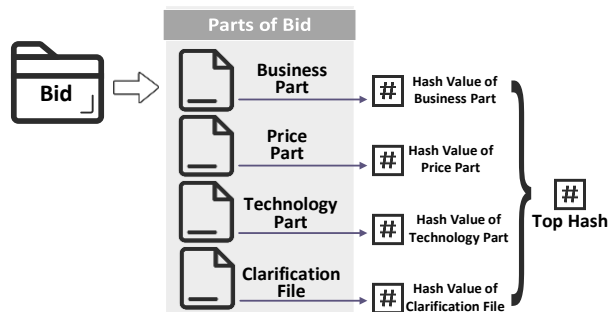 Parts of Bid
Bid
Business
Part
# Hash Value of
Business Part
Price
Part
# Hash Value of
Price Part
Technology
Part
# Hash Value of
Technology Part
Clarification
File
# Hash Value of
Clarification File
#
Top Hash